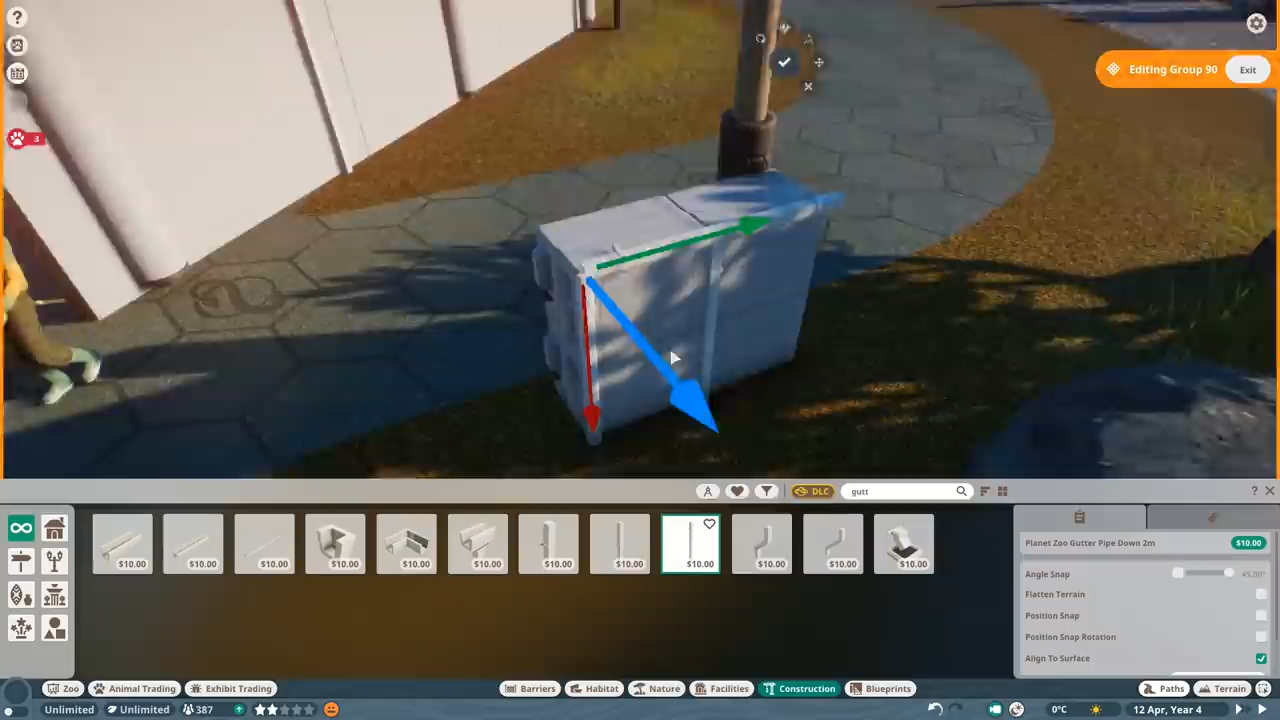 ?
Editing Group 90 Exit
3
DLC gutt
? ×
$10.00 $10.00 $10.00 $10.00 $10.00 $10.00 $10.00 $10.00 $10.00 $10.00 $10.00 $10.00
Planet Zoo Gutter Pipe Down 2m $10.00
Angle Snap 45.00°
Flatten Terrain
Position Snap
Position Snap Rotation
Align To Surface
Zoo Animal Trading Exhibit Trading Barriers Habitat Nature Facilities Construction Blueprints Paths Terrain
Unlimited Unlimited 387 0°C 12 Apr, Year 4